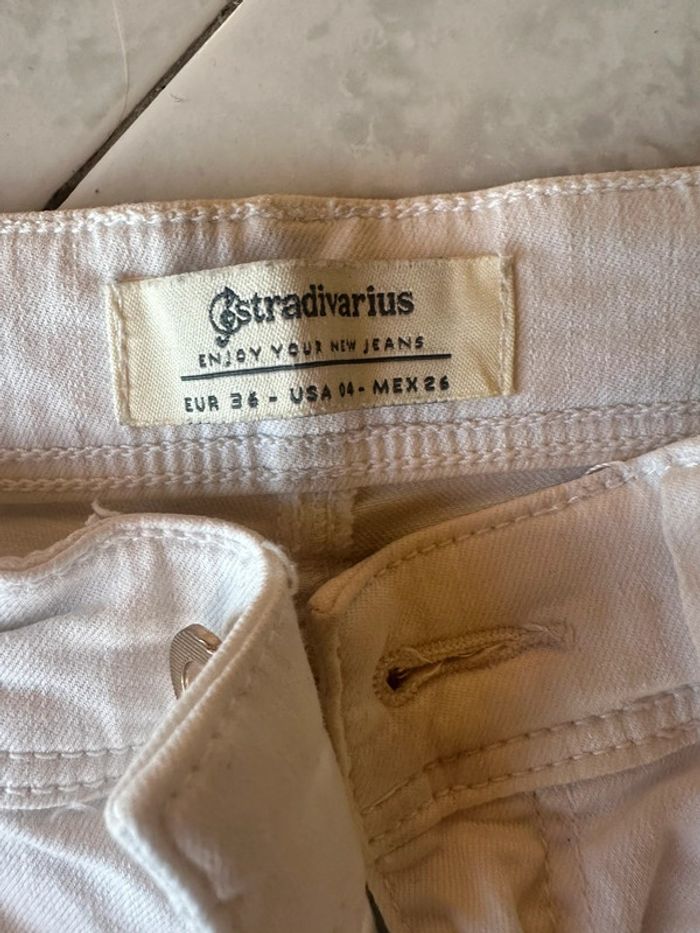 stradivarius
ENJOY YOUR NEW JEANS
EUR 36 - USA 04 - MEX 26